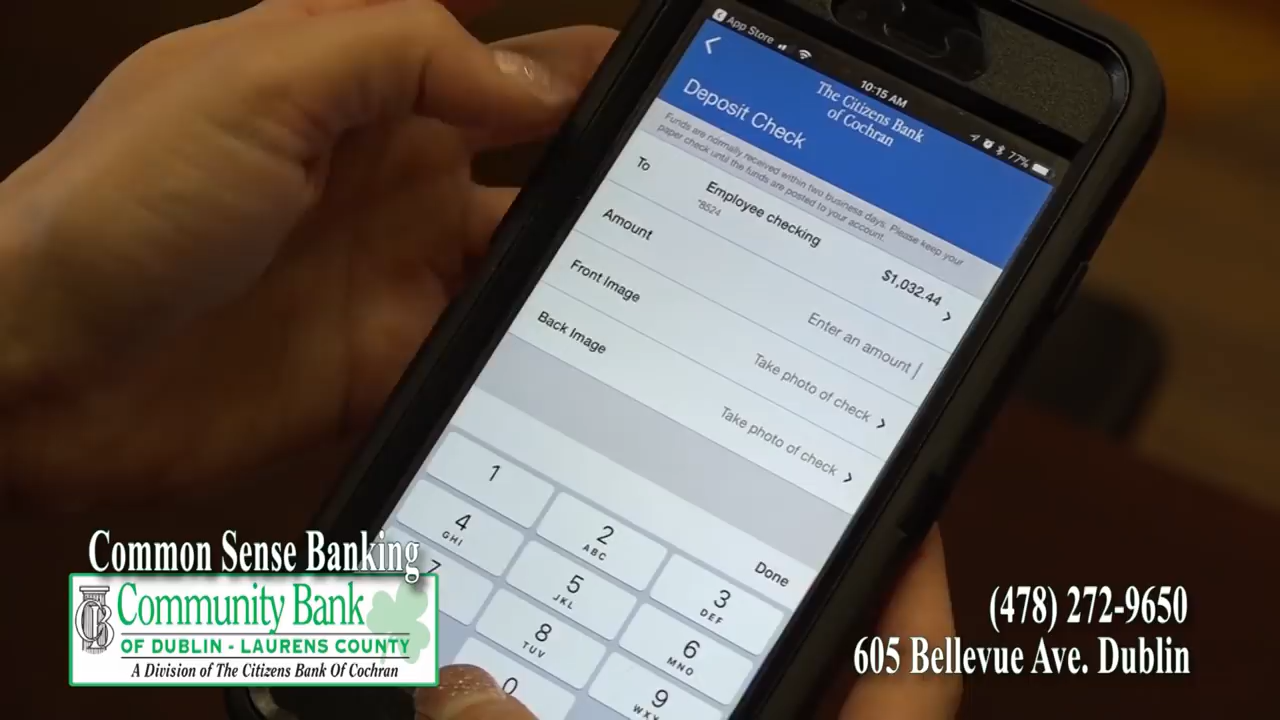 App Store
10:15 AM
77%
The Citizens Bank
of Cochran
Deposit Check
Funds are normally received within two business days. Please keep your
paper check until the funds are posted to your account.
To
Employee checking
*8524
$1,032.44
Amount
Enter an amount
Front Image
Take photo of check
Back Image
Take photo of check
Done
1
2
ABC
3
DEF
4
GHI
5
JKL
6
MNO
7
8
TUV
9
WXY
0
Common Sense Banking
CB
Community Bank
OF DUBLIN - LAURENS COUNTY
A Division of The Citizens Bank Of Cochran
(478) 272-9650
605 Bellevue Ave. Dublin